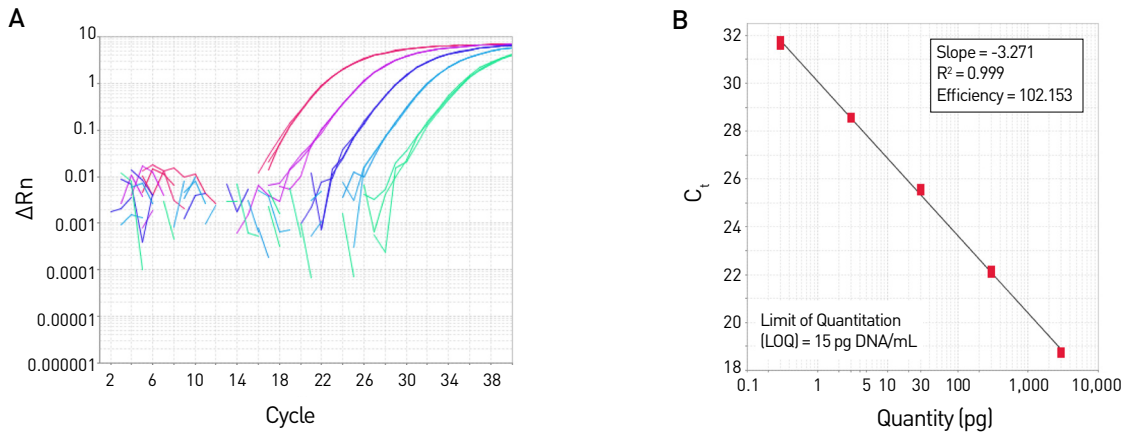 A
10
1
0.1
0.01
0.001
0.0001
0.00001
0.000001
ΔRn
2 6 10 14 18 22 26 30 34 38
Cycle
B
32
30
28
26
24
22
20
18
Ct
Slope = -3.271
R² = 0.999
Efficiency = 102.153
Limit of Quantitation
(LOQ) = 15 pg DNA/mL
0.1 1 5 10 30 100 1,000 10,000
Quantity (pg)